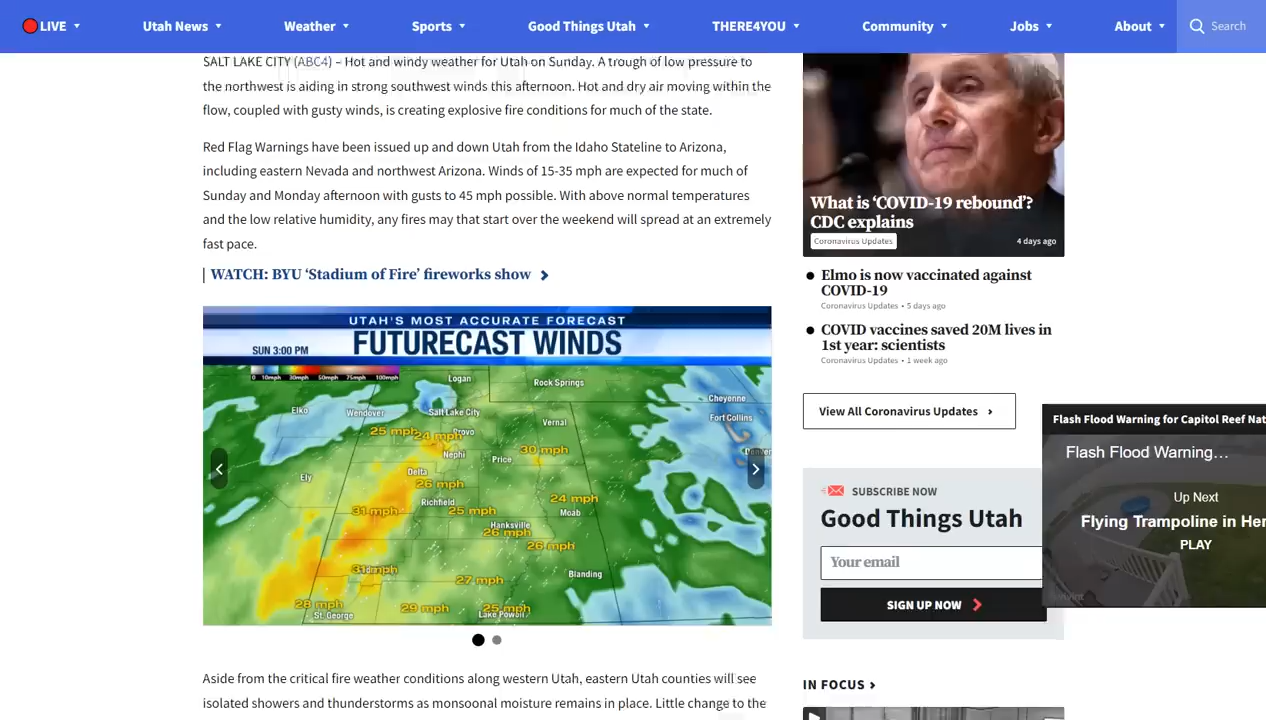 LIVE
Utah News
Weather
Sports
Good Things Utah
THERE4YOU
Community
Jobs
About
Search
SALT LAKE CITY (ABC4) – Hot and windy weather for Utah on Sunday. A trough of low pressure to
the northwest is aiding in strong southwest winds this afternoon. Hot and dry air moving within the
flow, coupled with gusty winds, is creating explosive fire conditions for much of the state.
Red Flag Warnings have been issued up and down Utah from the Idaho Stateline to Arizona,
including eastern Nevada and northwest Arizona. Winds of 15-35 mph are expected for much of
Sunday and Monday afternoon with gusts to 45 mph possible. With above normal temperatures
and the low relative humidity, any fires may that start over the weekend will spread at an extremely
fast pace.
WATCH: BYU ‘Stadium of Fire’ fireworks show
UTAH'S MOST ACCURATE FORECAST
SUN 3:00 PM
FUTURECAST WINDS
0 10mph 30mph 50mph 75mph 100mph
Logan
Rock Springs
Cheyenne
Elko
Wendover
Salt Lake City
Fort Collins
Vernal
25 mph
24 mph
Provo
30 mph
Denver
Nephi
Price
Ely
Delta
26 mph
24 mph
Richfield
31 mph
25 mph
Moab
Hanksville
26 mph
26 mph
31 mph
27 mph
Blanding
28 mph
29 mph
25 mph
St. George
Lake Powell
Aside from the critical fire weather conditions along western Utah, eastern Utah counties will see
isolated showers and thunderstorms as monsoonal moisture remains in place. Little change to the
What is ‘COVID-19 rebound’?
CDC explains
Coronavirus Updates
4 days ago
Elmo is now vaccinated against
COVID-19
Coronavirus Updates • 5 days ago
COVID vaccines saved 20M lives in
1st year: scientists
Coronavirus Updates • 1 week ago
View All Coronavirus Updates
SUBSCRIBE NOW
Good Things Utah
Your email
SIGN UP NOW
IN FOCUS
Flash Flood Warning for Capitol Reef Nat
Flash Flood Warning...
Up Next
Flying Trampoline in Her
PLAY